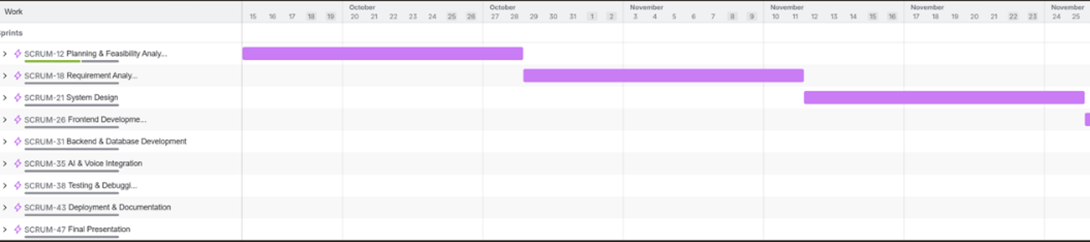 Work
October October November November November November
15 16 17 18 19 20 21 22 23 24 25 26 27 28 29 30 31 1 2 3 4 5 6 7 8 9 10 11 12 13 14 15 16 17 18 19 20 21 22 23 24 25
prints
SCRUM-12 Planning & Feasibility Analy...
SCRUM-18 Requirement Analy...
SCRUM-21 System Design
SCRUM-26 Frontend Developme...
SCRUM-31 Backend & Database Development
SCRUM-35 AI & Voice Integration
SCRUM-38 Testing & Debuggi...
SCRUM-43 Deployment & Documentation
SCRUM-47 Final Presentation